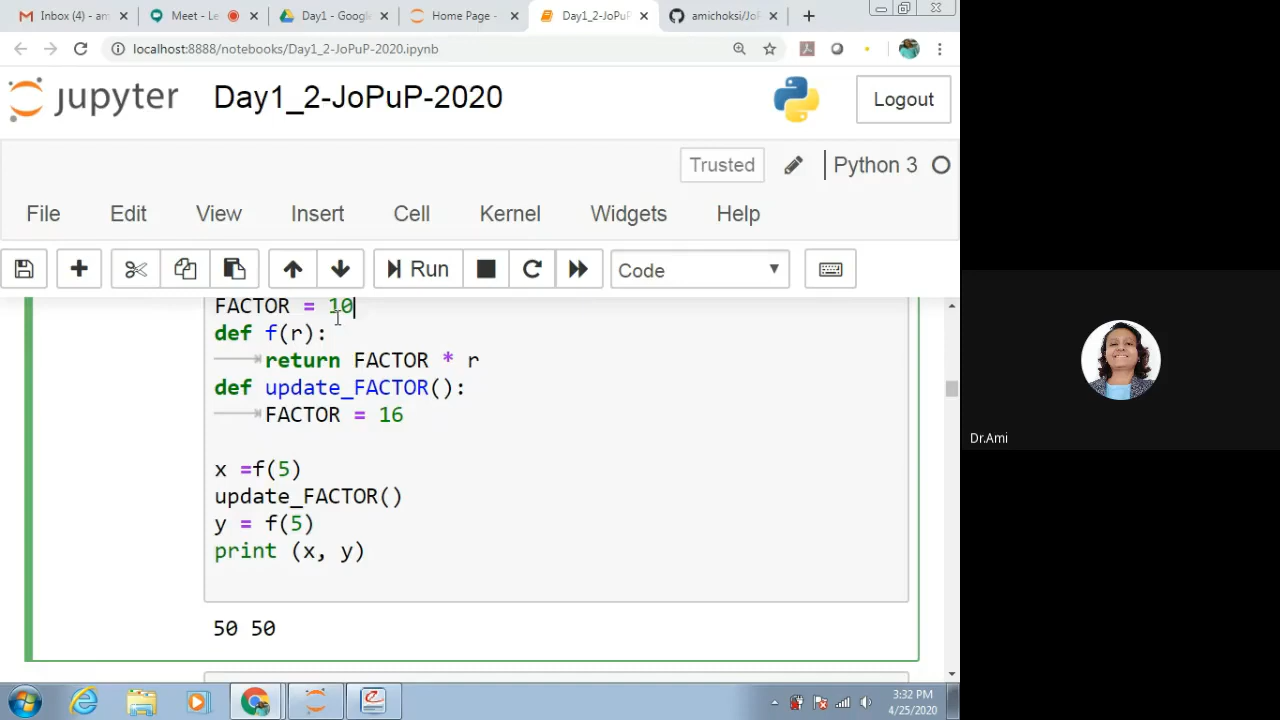 Inbox (4) - am
Meet - Le
Day1 - Google
Home Page -
Day1_2-JoPuP
amichoksi/JoP
localhost:8888/notebooks/Day1_2-JoPuP-2020.ipynb
jupyter Day1_2-JoPuP-2020
Logout
Trusted
Python 3
File Edit View Insert Cell Kernel Widgets Help
Run
Code
FACTOR = 10
def f(r):
return FACTOR * r
def update_FACTOR():
FACTOR = 16
x =f(5)
update_FACTOR()
y = f(5)
print (x, y)
50 50
Dr.Ami
3:32 PM
4/25/2020